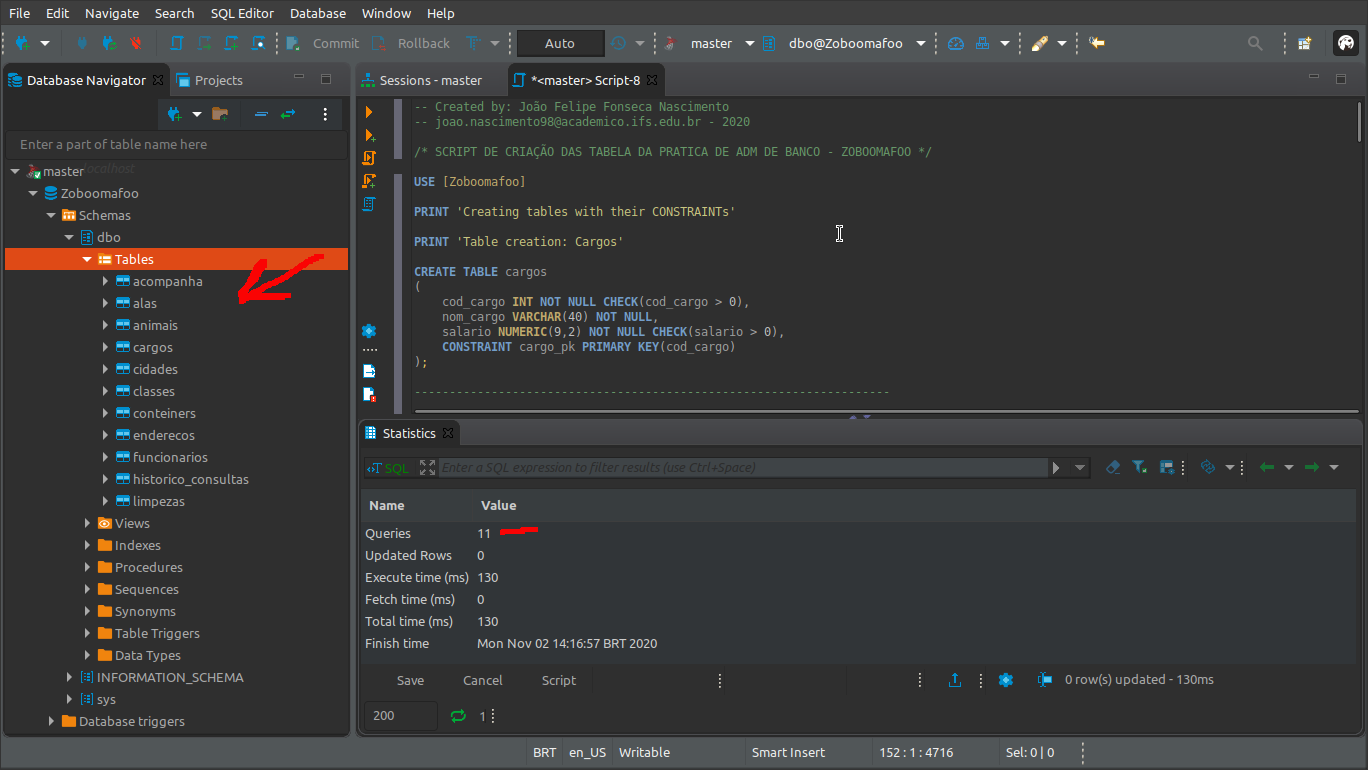 File Edit Navigate Search SQL Editor Database Window Help
Commit Rollback Auto master dbo@Zoboomafoo
Database Navigator Projects
Enter a part of table name here
master localhost
Zoboomafoo
Schemas
dbo
Tables
acompanha
alas
animais
cargos
cidades
classes
conteiners
enderecos
funcionarios
historico_consultas
limpezas
Views
Indexes
Procedures
Sequences
Synonyms
Table Triggers
Data Types
INFORMATION_SCHEMA
sys
Database triggers
Sessions - master *<master> Script-8
-- Created by: João Felipe Fonseca Nascimento
-- joao.nascimento98@academico.ifs.edu.br - 2020
/* SCRIPT DE CRIAÇÃO DAS TABELA DA PRATICA DE ADM DE BANCO - ZOBOOMAFOO */
USE [Zoboomafoo]
PRINT 'Creating tables with their CONSTRAINTs'
PRINT 'Table creation: Cargos'
CREATE TABLE cargos
(
cod_cargo INT NOT NULL CHECK(cod_cargo > 0),
nom_cargo VARCHAR(40) NOT NULL,
salario NUMERIC(9,2) NOT NULL CHECK(salario > 0),
CONSTRAINT cargo_pk PRIMARY KEY(cod_cargo)
);
--------------------------------------------------------------------
Statistics
SQL Enter a SQL expression to filter results (use Ctrl+Space)
Name Value
Queries 11
Updated Rows 0
Execute time (ms) 130
Fetch time (ms) 0
Total time (ms) 130
Finish time Mon Nov 02 14:16:57 BRT 2020
Save Cancel Script 0 row(s) updated - 130ms
200 1
BRT en_US Writable Smart Insert 152 : 1 : 4716 Sel: 0 | 0